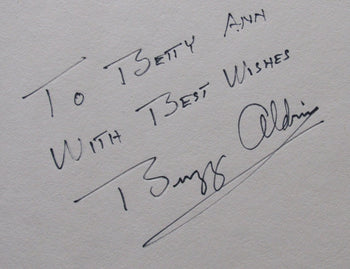 To Betty Ann
With Best Wishes
Buzz Aldrin